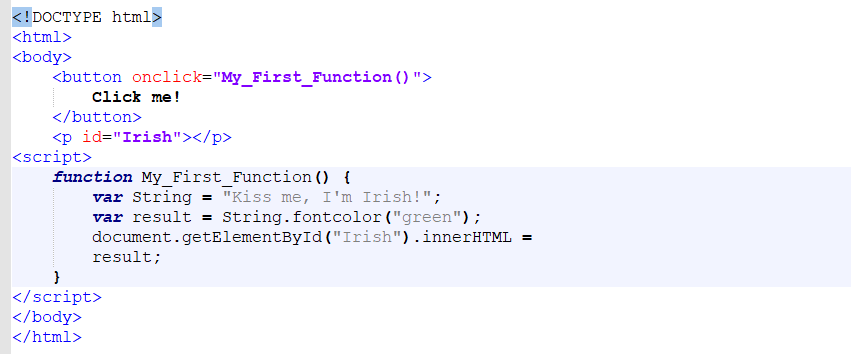 <!DOCTYPE html>
<html>
<body>
    <button onclick="My_First_Function()">
        Click me!
    </button>
    <p id="Irish"></p>
<script>
    function My_First_Function() {
        var String = "Kiss me, I'm Irish!";
        var result = String.fontcolor("green");
        document.getElementById("Irish").innerHTML =
        result;
    }
</script>
</body>
</html>